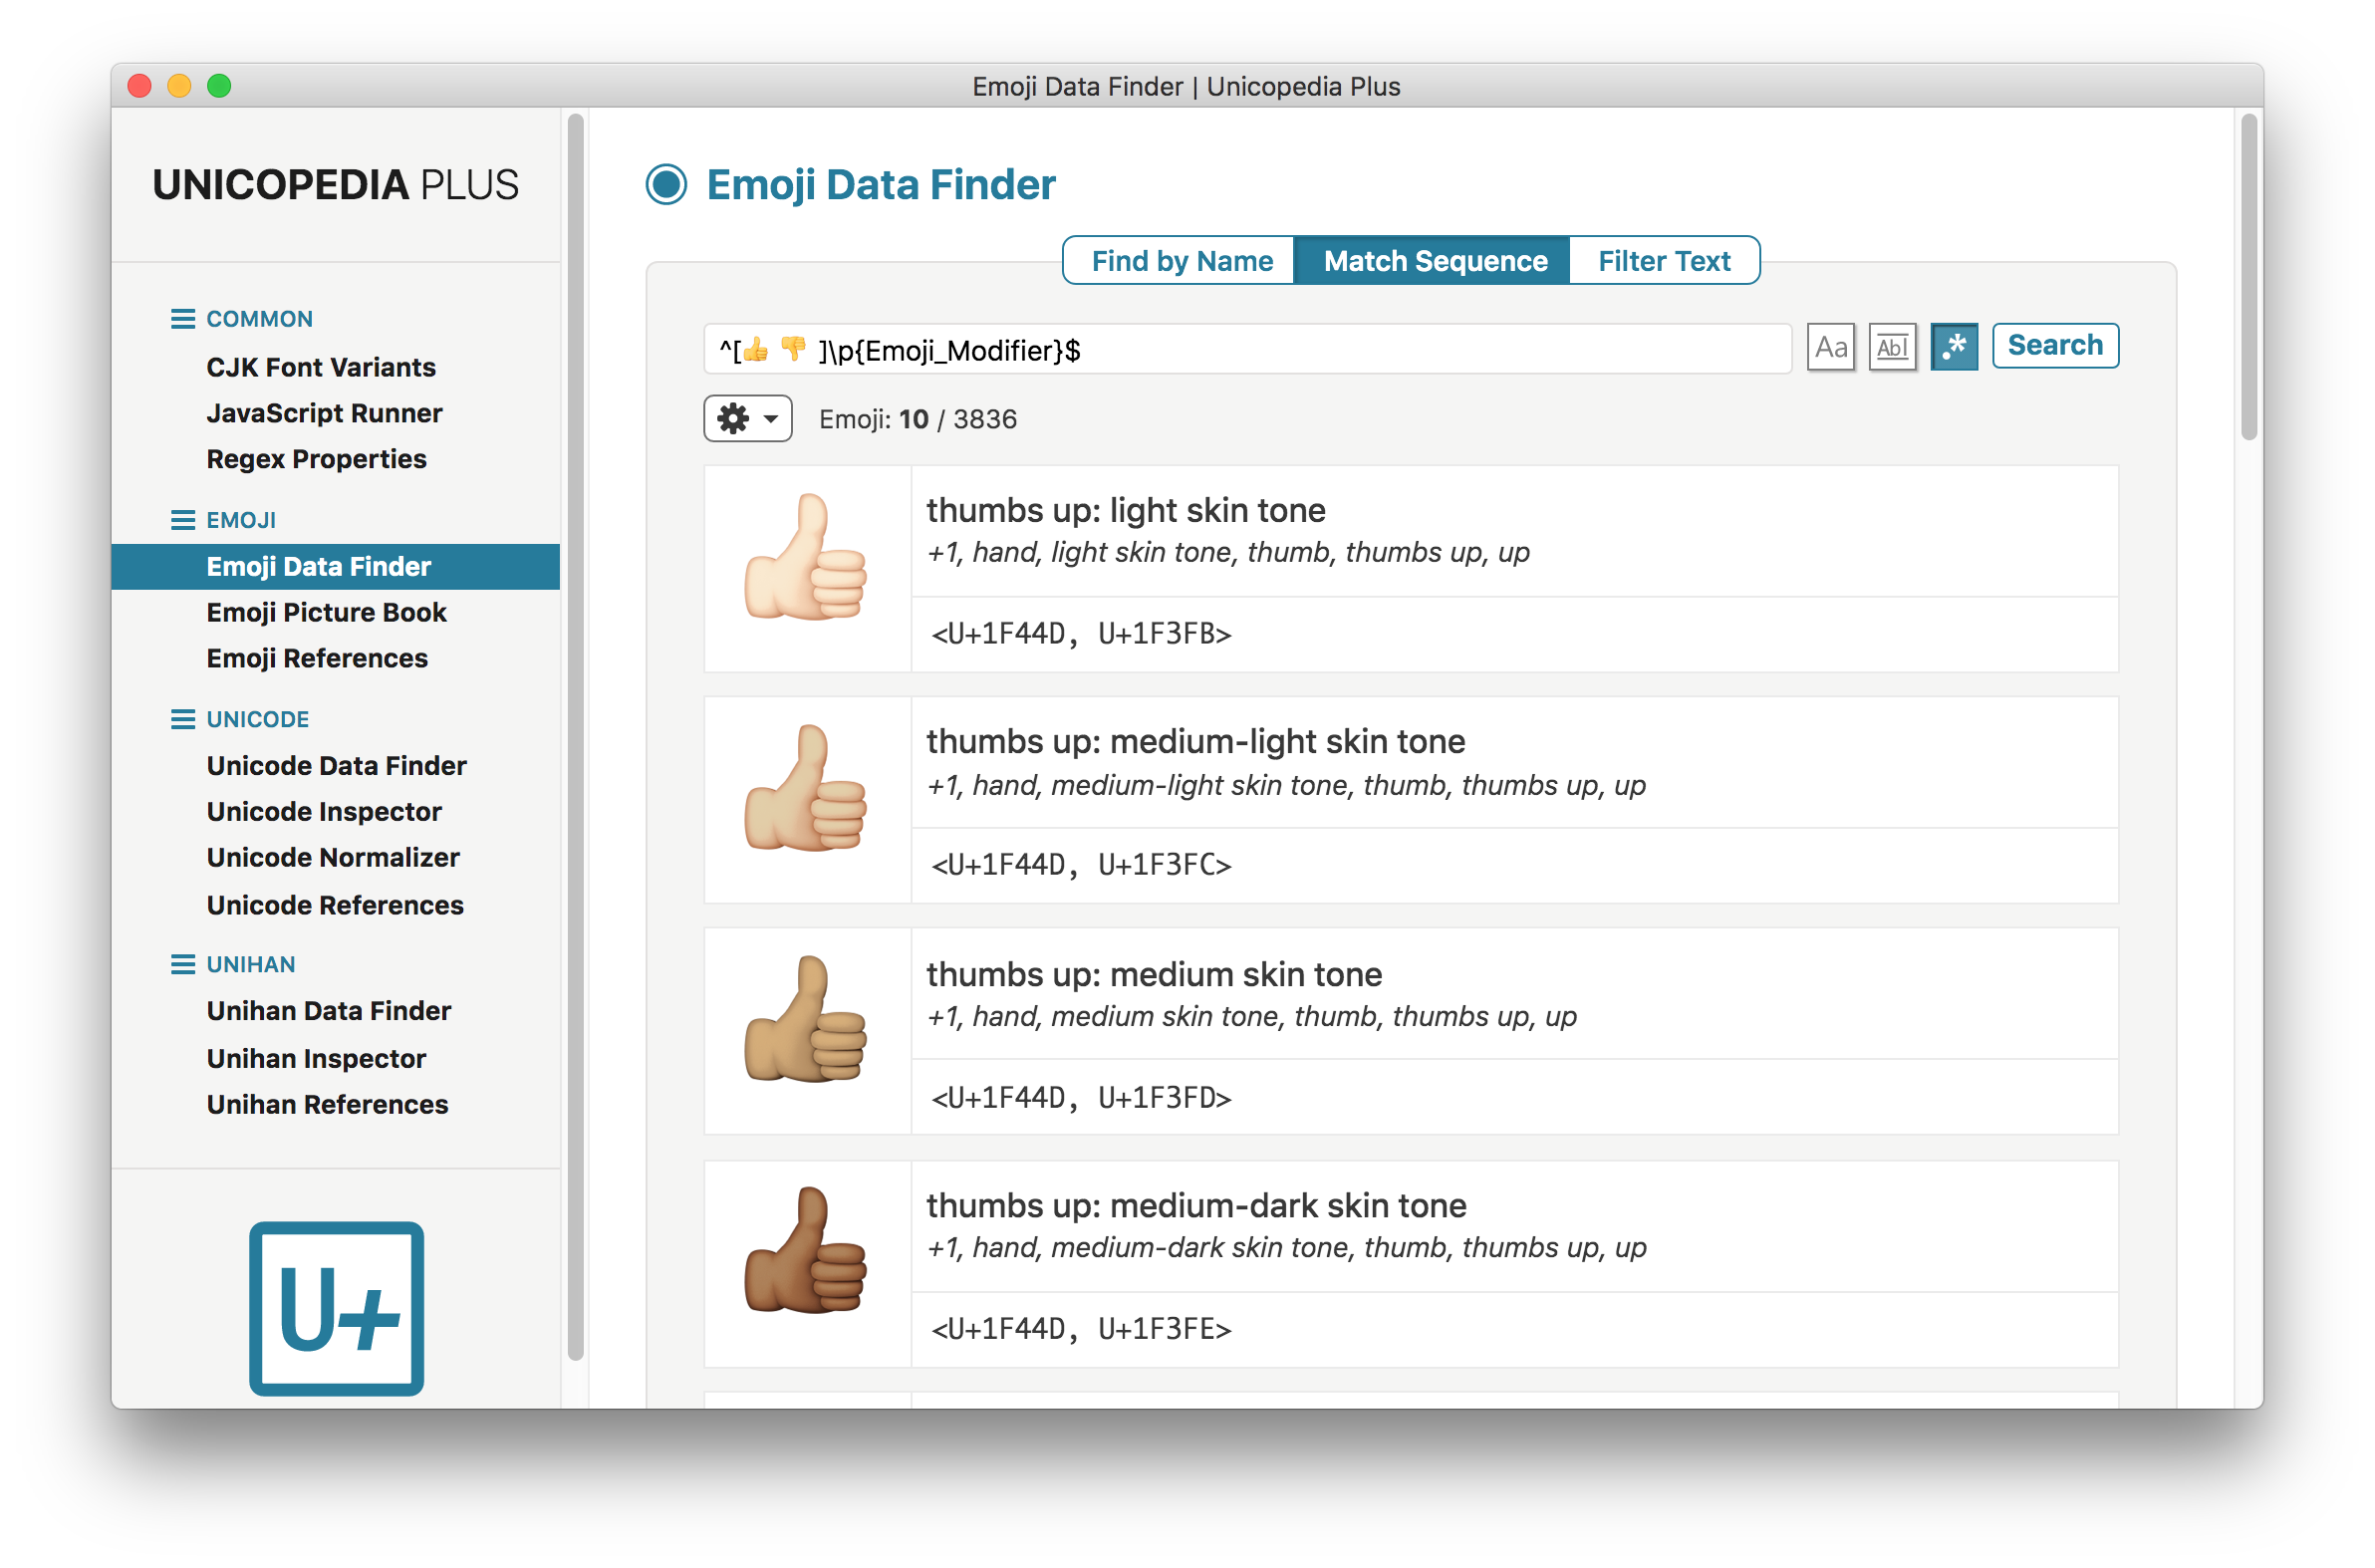 Emoji Data Finder | Unicopedia Plus
UNICOPEDIA PLUS
COMMON
CJK Font Variants
JavaScript Runner
Regex Properties
EMOJI
Emoji Data Finder
Emoji Picture Book
Emoji References
UNICODE
Unicode Data Finder
Unicode Inspector
Unicode Normalizer
Unicode References
UNIHAN
Unihan Data Finder
Unihan Inspector
Unihan References
U+
Emoji Data Finder
Find by Name Match Sequence Filter Text
^[👍 👎 ]\p{Emoji_Modifier}$ Aa Abl .* Search
Emoji: 10 / 3836
thumbs up: light skin tone
+1, hand, light skin tone, thumb, thumbs up, up
<U+1F44D, U+1F3FB>
thumbs up: medium-light skin tone
+1, hand, medium-light skin tone, thumb, thumbs up, up
<U+1F44D, U+1F3FC>
thumbs up: medium skin tone
+1, hand, medium skin tone, thumb, thumbs up, up
<U+1F44D, U+1F3FD>
thumbs up: medium-dark skin tone
+1, hand, medium-dark skin tone, thumb, thumbs up, up
<U+1F44D, U+1F3FE>